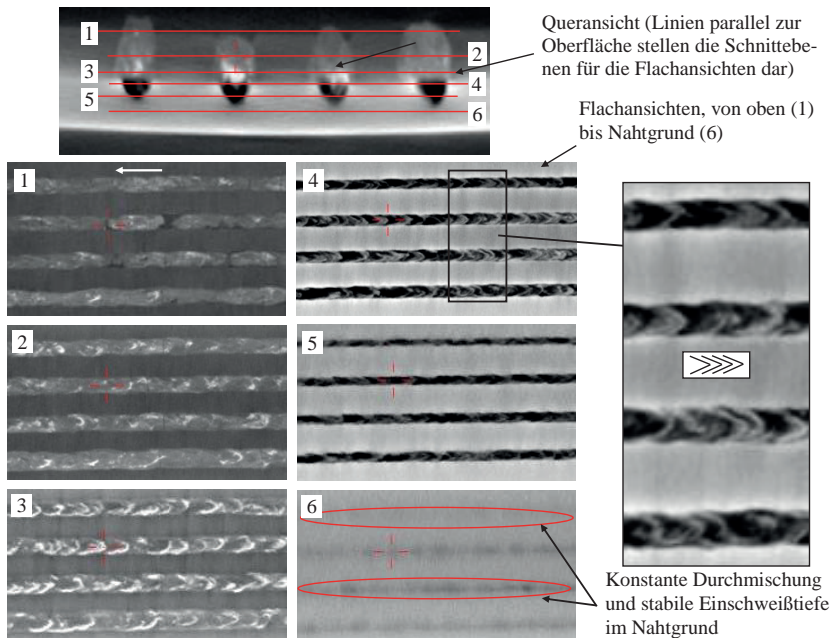 1
2
3
4
5
6
Queransicht (Linien parallel zur
Oberfläche stellen die Schnittebe-
nen für die Flachansichten dar)
Flachansichten, von oben (1)
bis Nahtgrund (6)
1
4
2
5
3
6
Konstante Durchmischung
und stabile Einschweißtiefe
im Nahtgrund